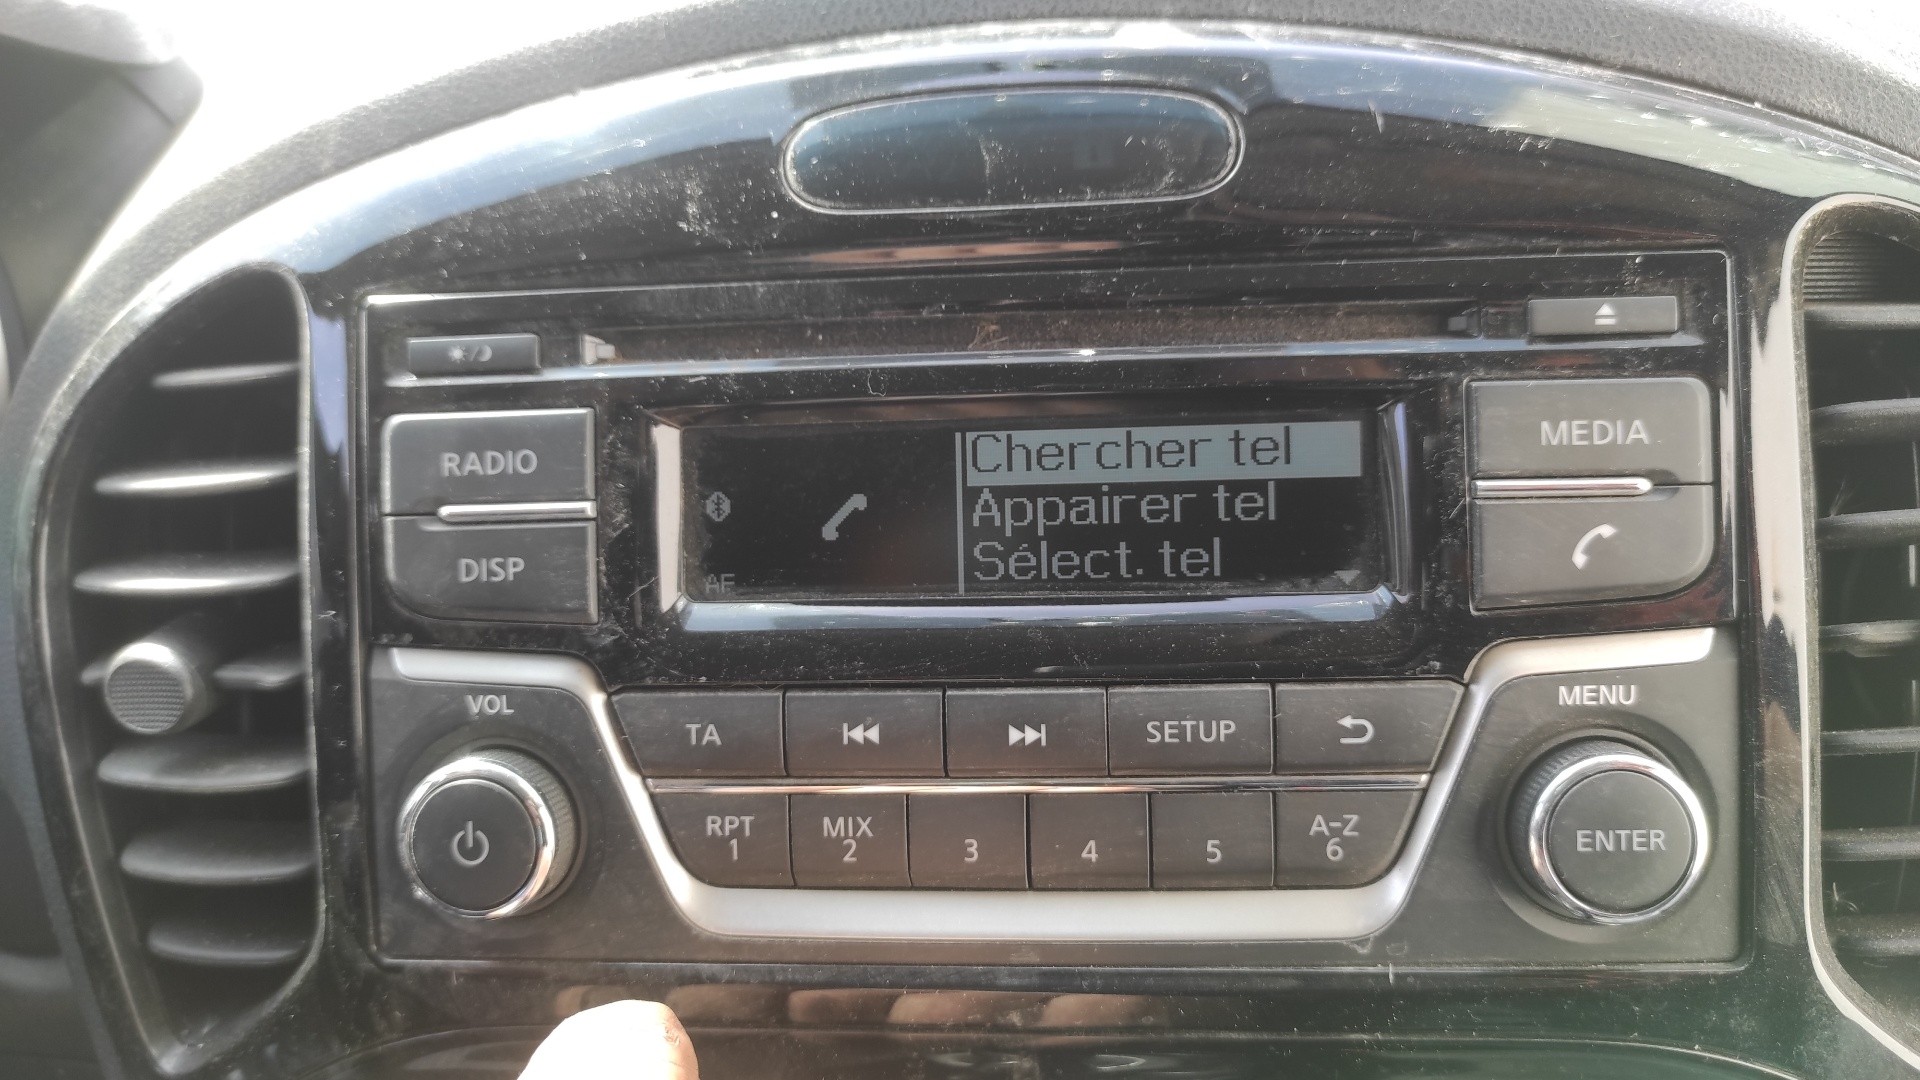 RADIO
DISP
AF
Chercher tel
Appairer tel
Sélect. tel
MEDIA
VOL
MENU
TA
SETUP
RPT
1
MIX
2
3
4
5
A-Z
6
ENTER